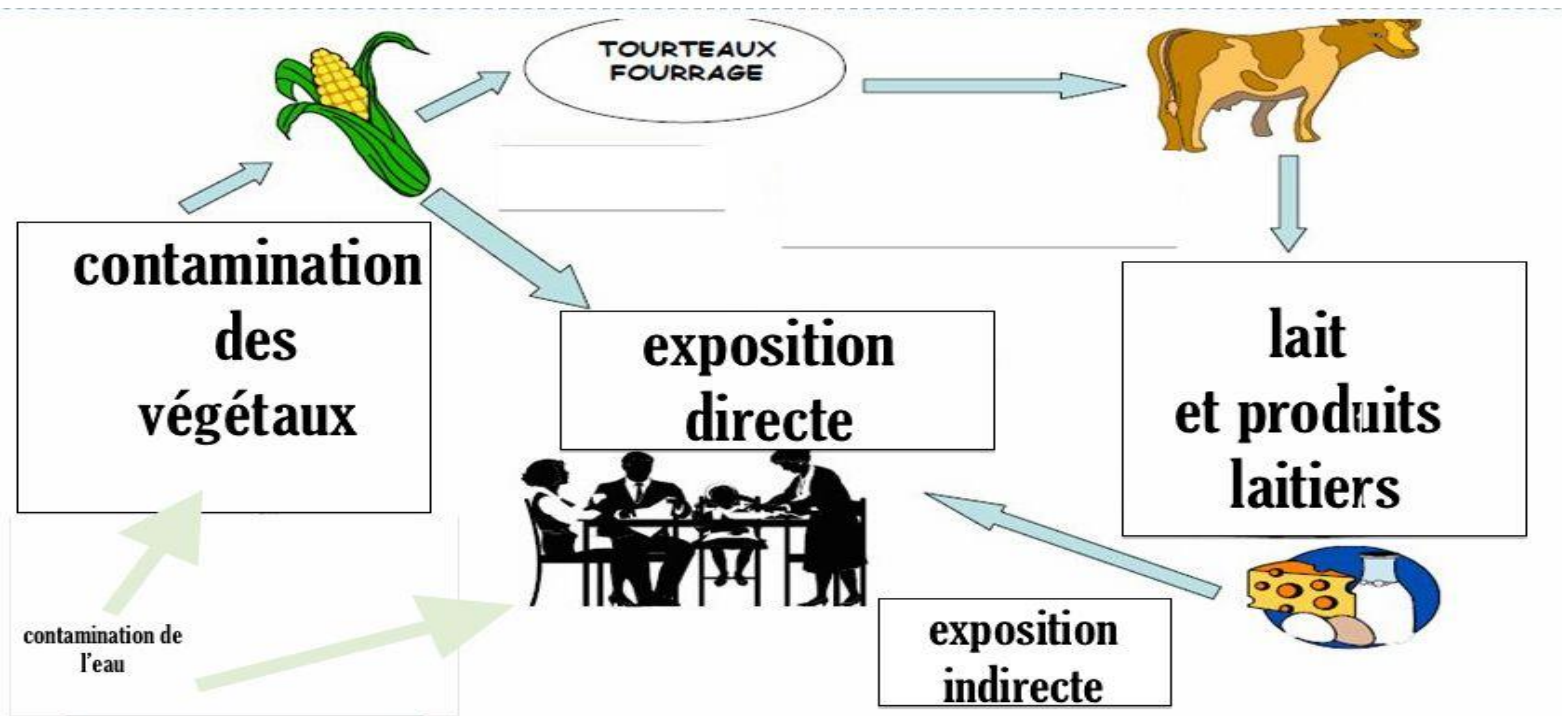 TOURTEAUX
FOURRAGE
contamination
des
végétaux
exposition
directe
lait
et produits
laitiers
contamination de
l'eau
exposition
indirecte